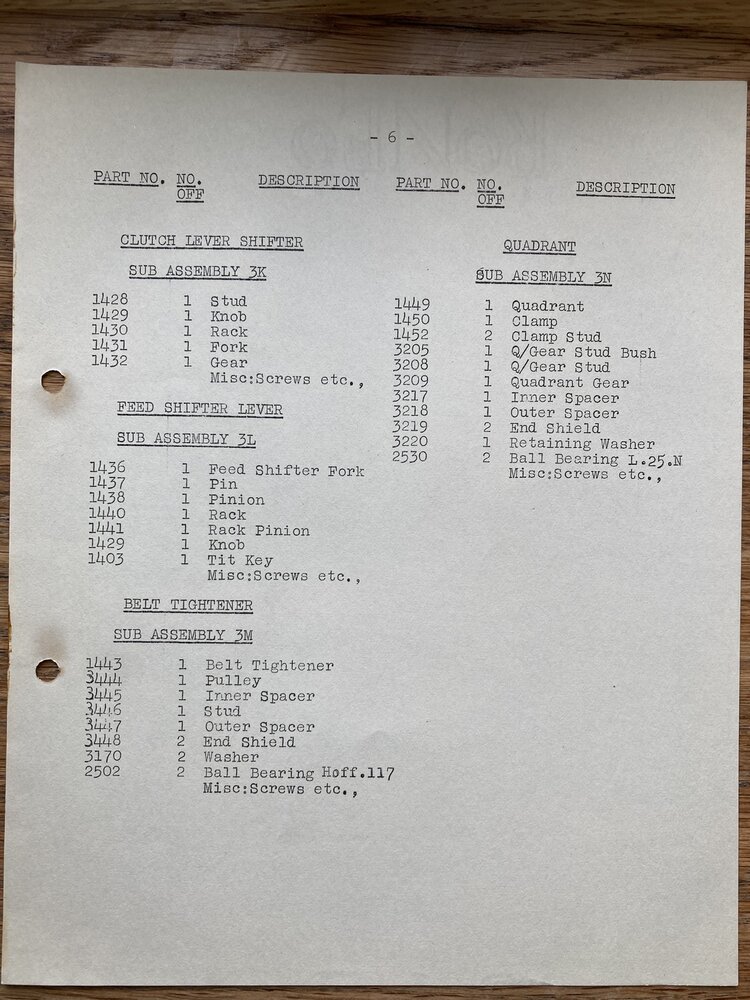 - 6 -
PART NO. NO. OFF DESCRIPTION
CLUTCH LEVER SHIFTER
SUB ASSEMBLY 3K
1428 1 Stud
1429 1 Knob
1430 1 Rack
1431 1 Fork
1432 1 Gear
Misc:Screws etc.,
FEED SHIFTER LEVER
SUB ASSEMBLY 3L
1436 1 Feed Shifter Fork
1437 1 Pin
1438 1 Pinion
1440 1 Rack
1441 1 Rack Pinion
1429 1 Knob
1403 1 Tit Key
Misc:Screws etc.,
BELT TIGHTENER
SUB ASSEMBLY 3M
1443 1 Belt Tightener
3444 1 Pulley
3445 1 Inner Spacer
3446 1 Stud
3447 1 Outer Spacer
3448 2 End Shield
3170 2 Washer
2502 2 Ball Bearing Hoff.117
Misc:Screws etc.,
PART NO. NO. OFF DESCRIPTION
QUADRANT
SUB ASSEMBLY 3N
1449 1 Quadrant
1450 1 Clamp
1452 2 Clamp Stud
3205 1 Q/Gear Stud Bush
3208 1 Q/Gear Stud
3209 1 Quadrant Gear
3217 1 Inner Spacer
3218 1 Outer Spacer
3219 2 End Shield
3220 1 Retaining Washer
2530 2 Ball Bearing L.25.N
Misc:Screws etc.,